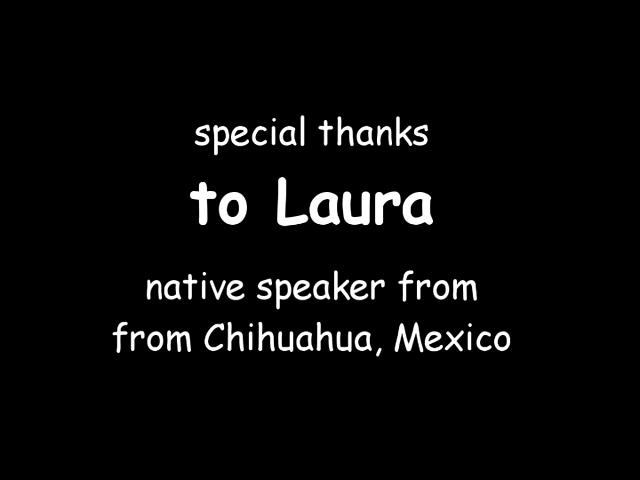 special thanks
to Laura
native speaker from
from Chihuahua, Mexico